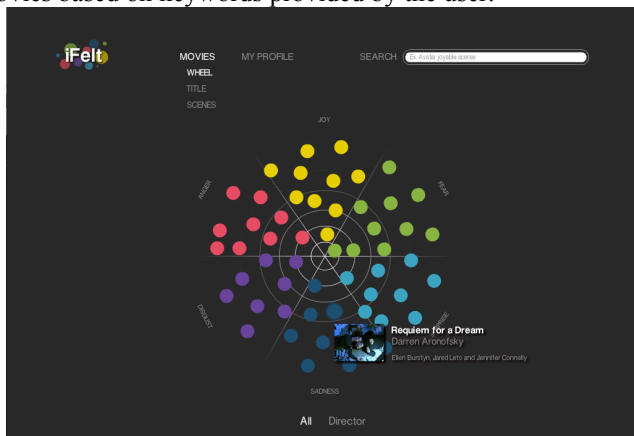 ovies based on keywords provided by the user.
iFelt
MOVIES
MY PROFILE
SEARCH
Ex. Avatar joyable scenes
WHEEL
TITLE
SCENES
JOY
ANGER
FEAR
DISGUST
Requiem for a Dream
Darren Aronofsky
Ellen Burstyn, Jared Leto and Jennifer Connelly
SADNESS
All
Director